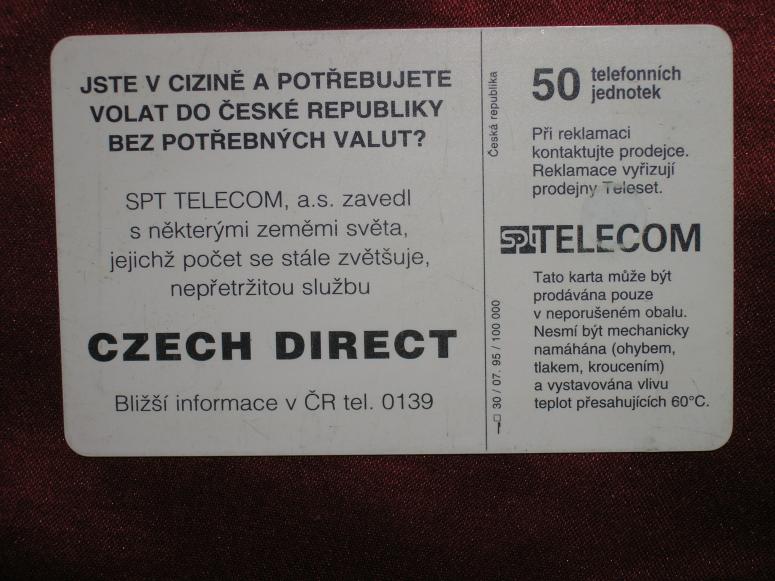 JSTE V CIZINĚ A POTŘEBUJETE
VOLAT DO ČESKÉ REPUBLIKY
BEZ POTŘEBNÝCH VALUT?
SPT TELECOM, a.s. zavedl
s některými zeměmi světa,
jejichž počet se stále zvětšuje,
nepřetržitou službu
CZECH DIRECT
Bližší informace v ČR tel. 0139
Česká republika
30 / 07. 95 / 100 000
50 telefonních
jednotek
Při reklamaci
kontaktujte prodejce.
Reklamace vyřizují
prodejny Teleset.
SPT TELECOM
Tato karta může být
prodávána pouze
v neporušeném obalu.
Nesmí být mechanicky
namáhána (ohybem,
tlakem, kroucením)
a vystavována vlivu
teplot přesahujících 60°C.